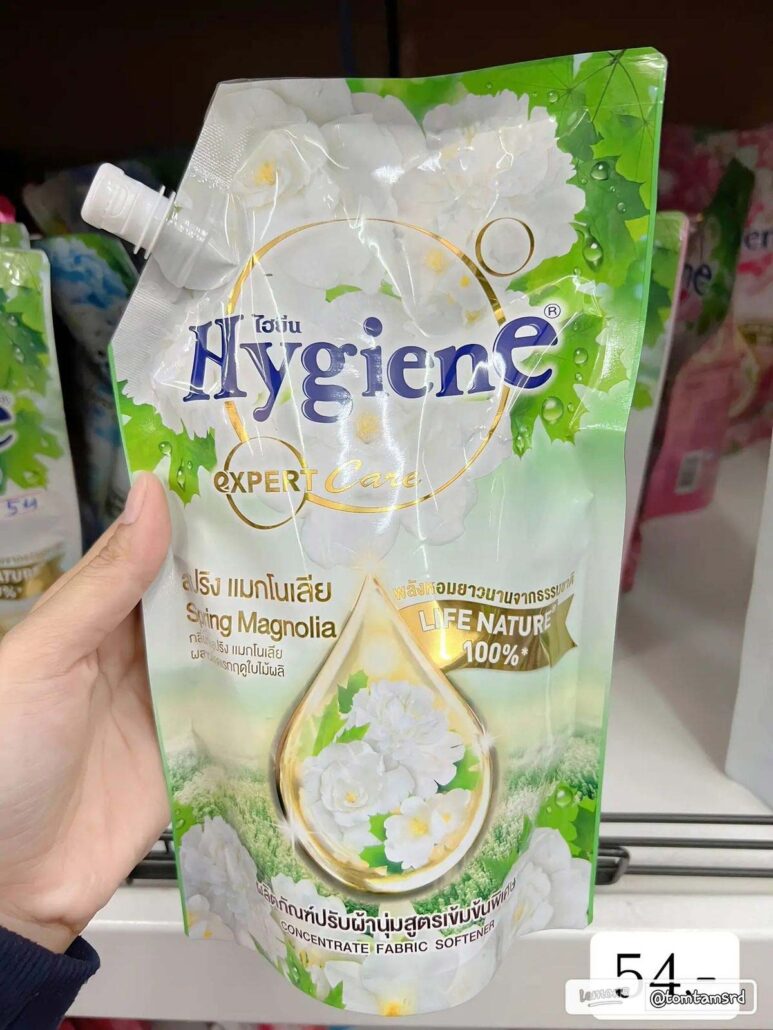 ไฮยีน
Hygiene®
EXPERT Care
สปริง แมกโนเลีย
Spring Magnolia
พลังหอมยาวนานจากธรรมชาติ
LIFE NATURE
100%*
ผลิตภัณฑ์ปรับผ้านุ่มสูตรเข้มข้นพิเศษ
CONCENTRATE FABRIC SOFTENER
54
54.-
@tomtamsrd